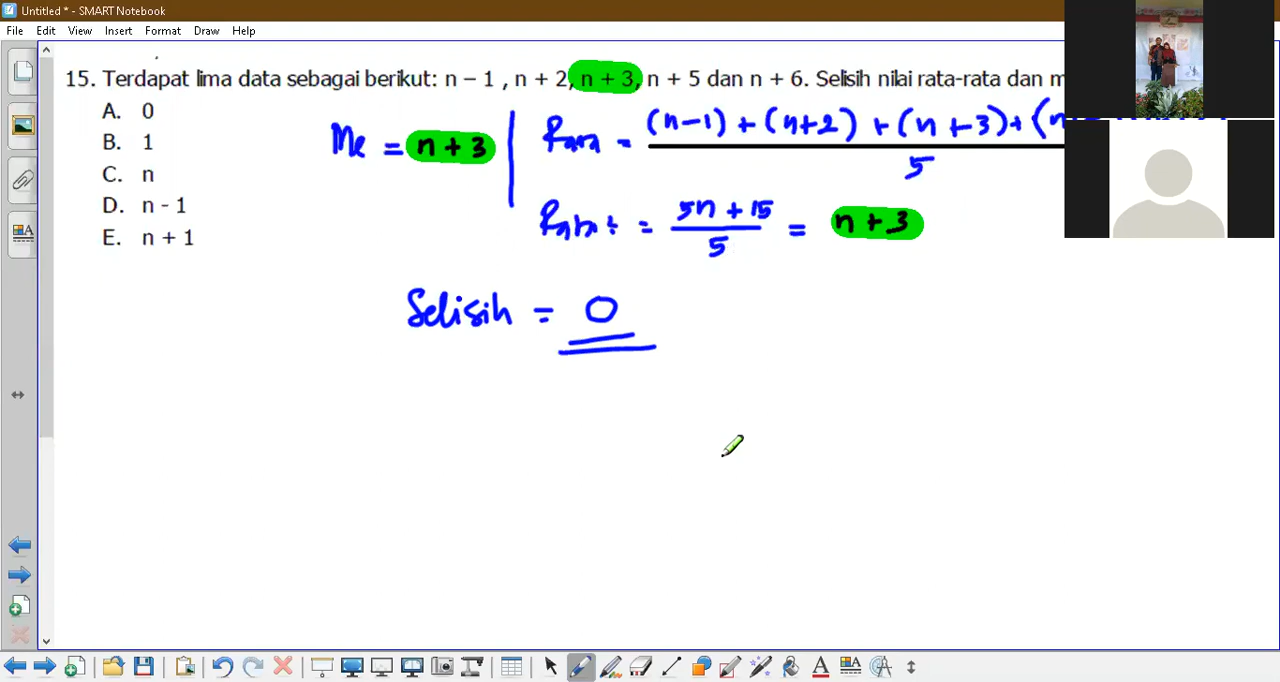 Untitled * - SMART Notebook
File Edit View Insert Format Draw Help
15. Terdapat lima data sebagai berikut: n − 1 , n + 2, n + 3, n + 5 dan n + 6. Selisih nilai rata-rata dan m
A. 0
B. 1
C. n
D. n - 1
E. n + 1
Me = n + 3
= (n-1) + (n+2) + (n+3) + (n
5
= 5n + 15 = n + 3
5
Selisih = 0